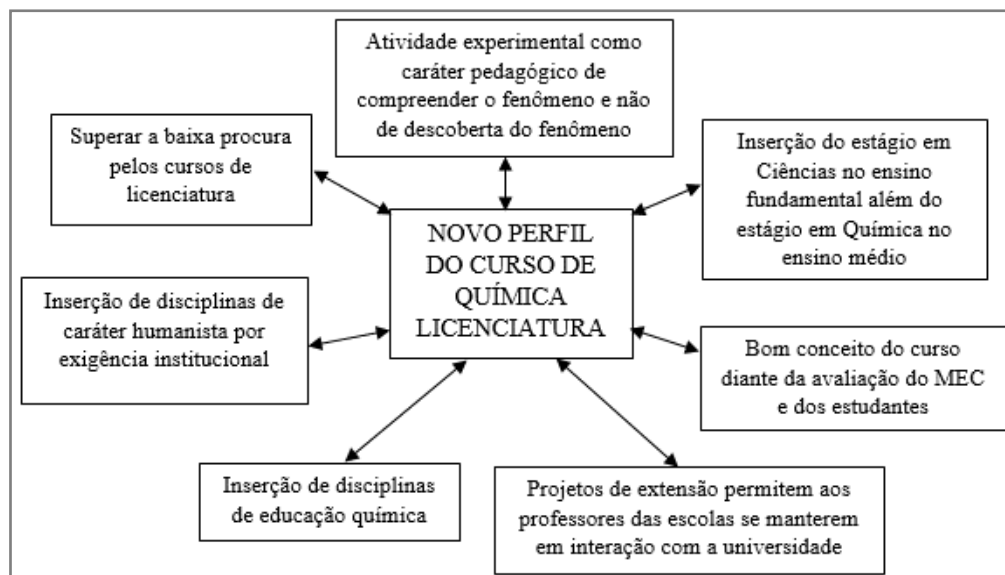 Atividade experimental como
caráter pedagógico de
compreender o fenômeno e não
de descoberta do fenômeno
Superar a baixa procura
pelos cursos de
licenciatura
Inserção do estágio em
Ciências no ensino
fundamental além do
estágio em Química no
ensino médio
NOVO PERFIL
DO CURSO DE
QUÍMICA
LICENCIATURA
Inserção de disciplinas de
caráter humanista por
exigência institucional
Bom conceito do curso
diante da avaliação do MEC
e dos estudantes
Inserção de disciplinas
de educação química
Projetos de extensão permitem aos
professores das escolas se manterem
em interação com a universidade